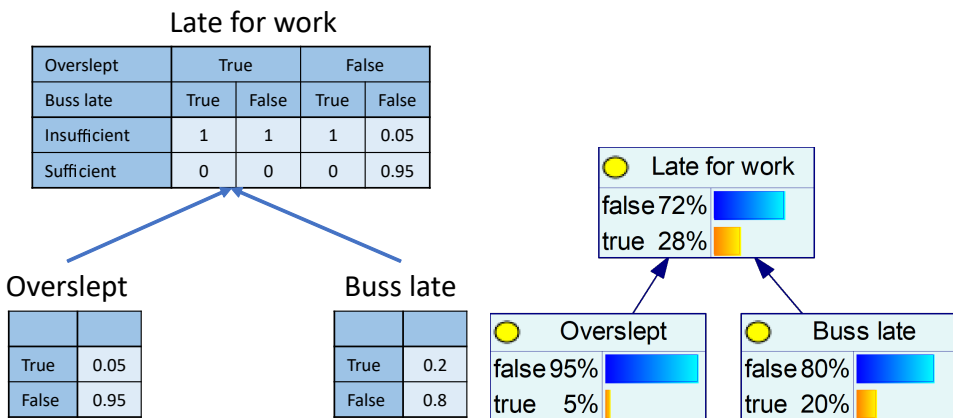 Late for work
Overslept True False
Buss late True False True False
Insufficient 1 1 1 0.05
Sufficient 0 0 0 0.95
Overslept
True 0.05
False 0.95
Buss late
True 0.2
False 0.8
Late for work
false 72%
true 28%
Overslept
false 95%
true 5%
Buss late
false 80%
true 20%